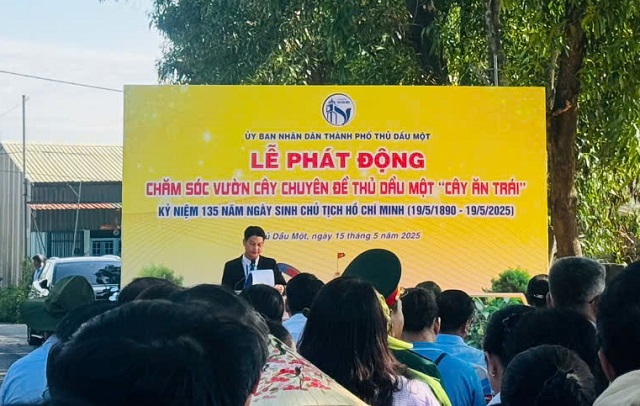 ỦY BAN NHÂN DÂN THÀNH PHỐ THỦ DẦU MỘT
LỄ PHÁT ĐỘNG
CHĂM SÓC VƯỜN CÂY CHUYÊN ĐỀ THỦ DẦU MỘT "CÂY ĂN TRÁI"
KỶ NIỆM 135 NĂM NGÀY SINH CHỦ TỊCH HỒ CHÍ MINH (19/5/1890 - 19/5/2025)
Dầu Một, ngày 15 tháng 5 năm 2025